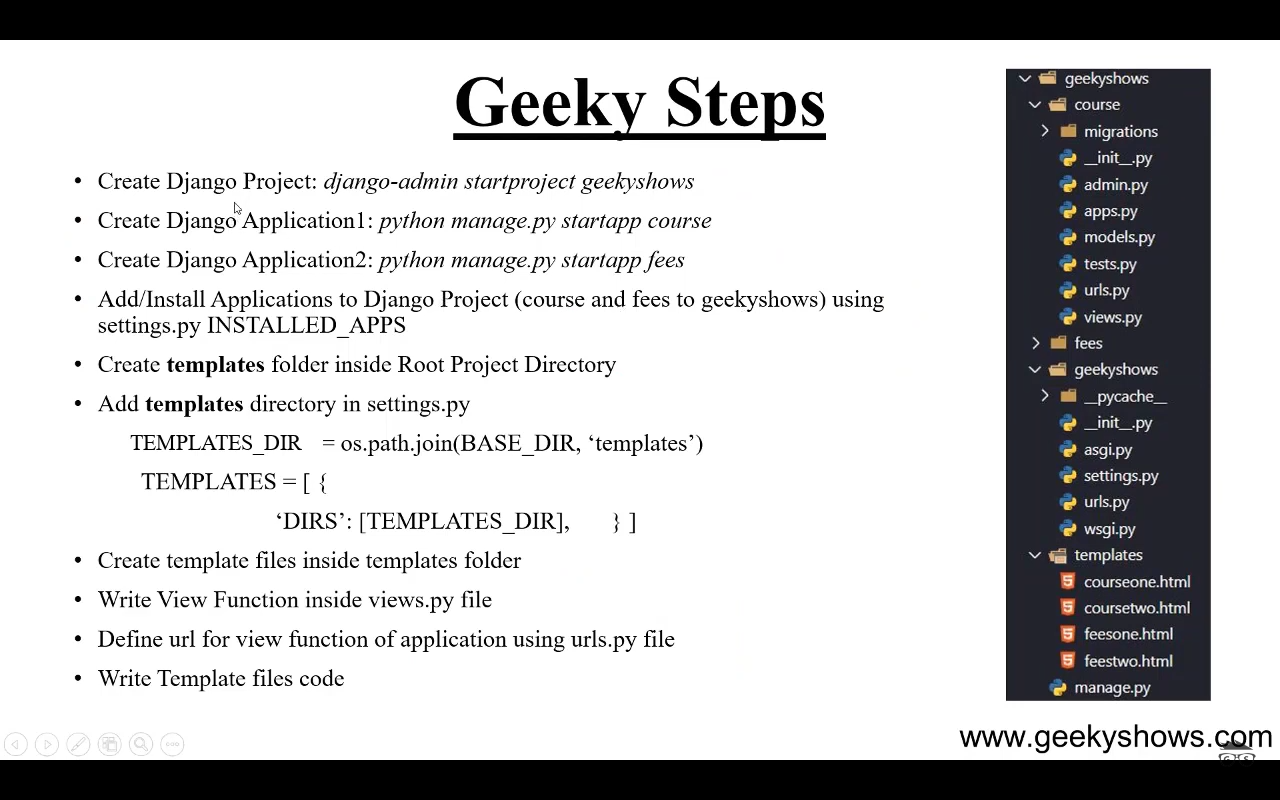 Geeky Steps
• Create Django Project: django-admin startproject geekyshows
• Create Django Application1: python manage.py startapp course
• Create Django Application2: python manage.py startapp fees
• Add/Install Applications to Django Project (course and fees to geekyshows) using
settings.py INSTALLED_APPS
• Create templates folder inside Root Project Directory
• Add templates directory in settings.py
TEMPLATES_DIR = os.path.join(BASE_DIR, ‘templates’)
TEMPLATES = [ {
‘DIRS’: [TEMPLATES_DIR], } ]
• Create template files inside templates folder
• Write View Function inside views.py file
• Define url for view function of application using urls.py file
• Write Template files code
geekyshows
course
migrations
__init__.py
admin.py
apps.py
models.py
tests.py
urls.py
views.py
fees
geekyshows
__pycache__
__init__.py
asgi.py
settings.py
urls.py
wsgi.py
templates
courseone.html
coursetwo.html
feesone.html
feestwo.html
manage.py
www.geekyshows.com